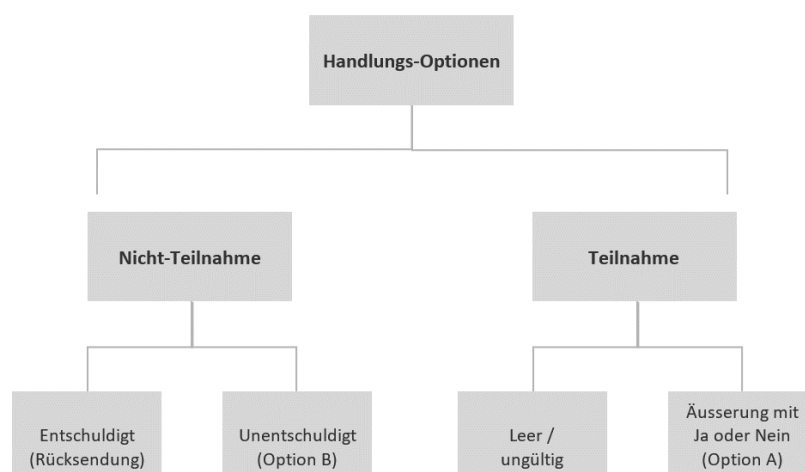 Handlungs-Optionen
Nicht-Teilnahme
Teilnahme
Entschuldigt
(Rücksendung)
Unentschuldigt
(Option B)
Leer /
ungültig
Äusserung mit
Ja oder Nein
(Option A)